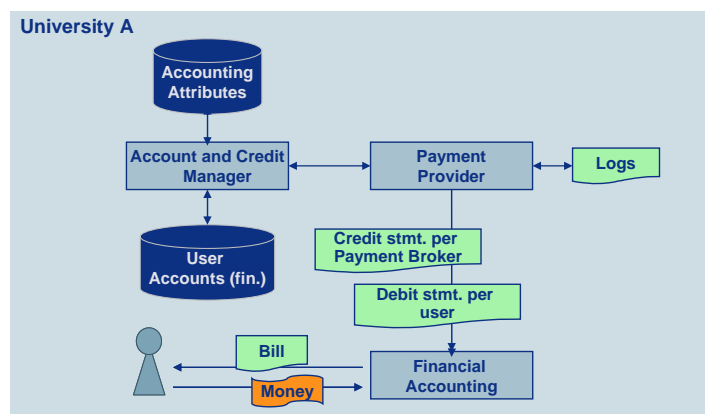 University A
Accounting
Attributes
Account and Credit
Manager
Payment
Provider
Logs
User
Accounts (fin.)
Credit stmt. per
Payment Broker
Debit stmt. per
user
Bill
Money
Financial
Accounting